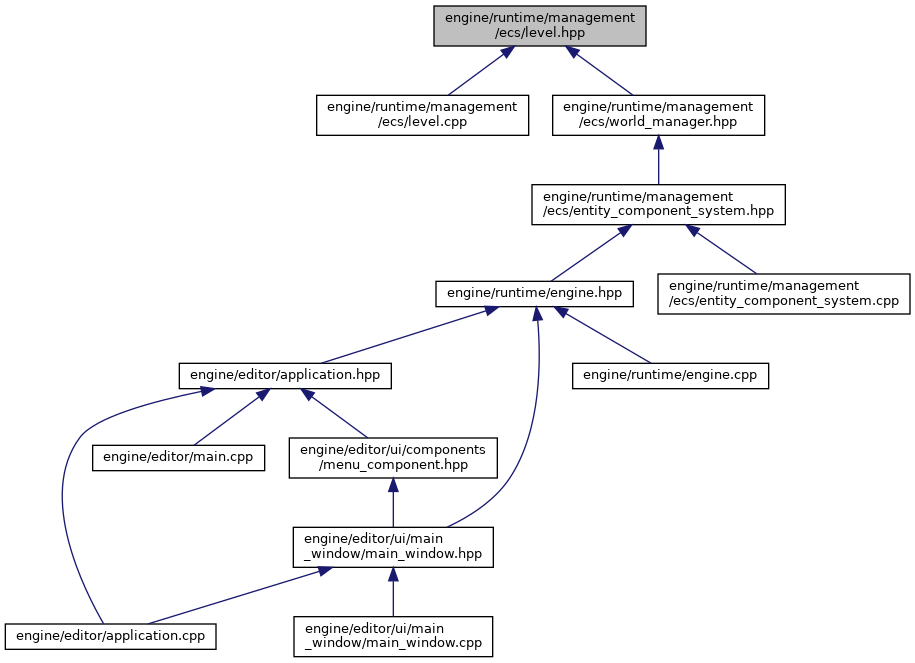 engine/runtime/management
/ecs/level.hpp
engine/runtime/management
/ecs/level.cpp
engine/runtime/management
/ecs/world_manager.hpp
engine/runtime/management
/ecs/entity_component_system.hpp
engine/runtime/engine.hpp
engine/runtime/management
/ecs/entity_component_system.cpp
engine/editor/application.hpp
engine/runtime/engine.cpp
engine/editor/main.cpp
engine/editor/ui/components
/menu_component.hpp
engine/editor/ui/main
_window/main_window.hpp
engine/editor/application.cpp
engine/editor/ui/main
_window/main_window.cpp